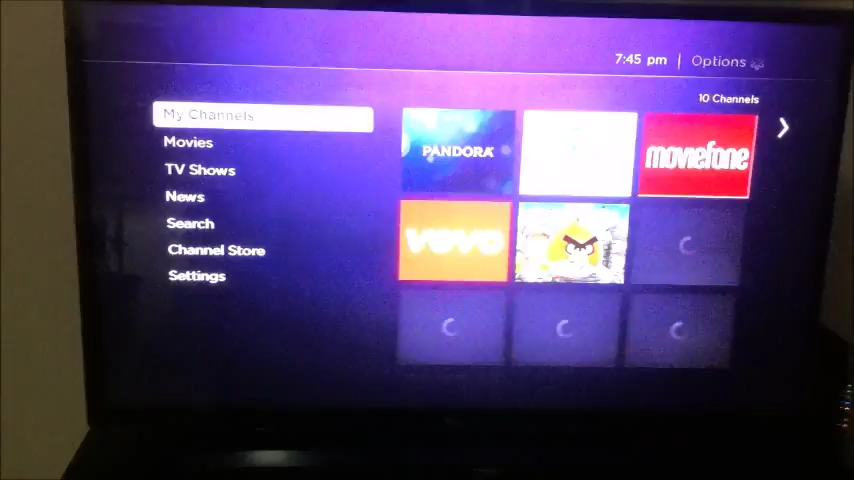 7:45 pm | Options
10 Channels
My Channels
Movies
TV Shows
News
Search
Channel Store
Settings
PANDORA
moviefone
vevo